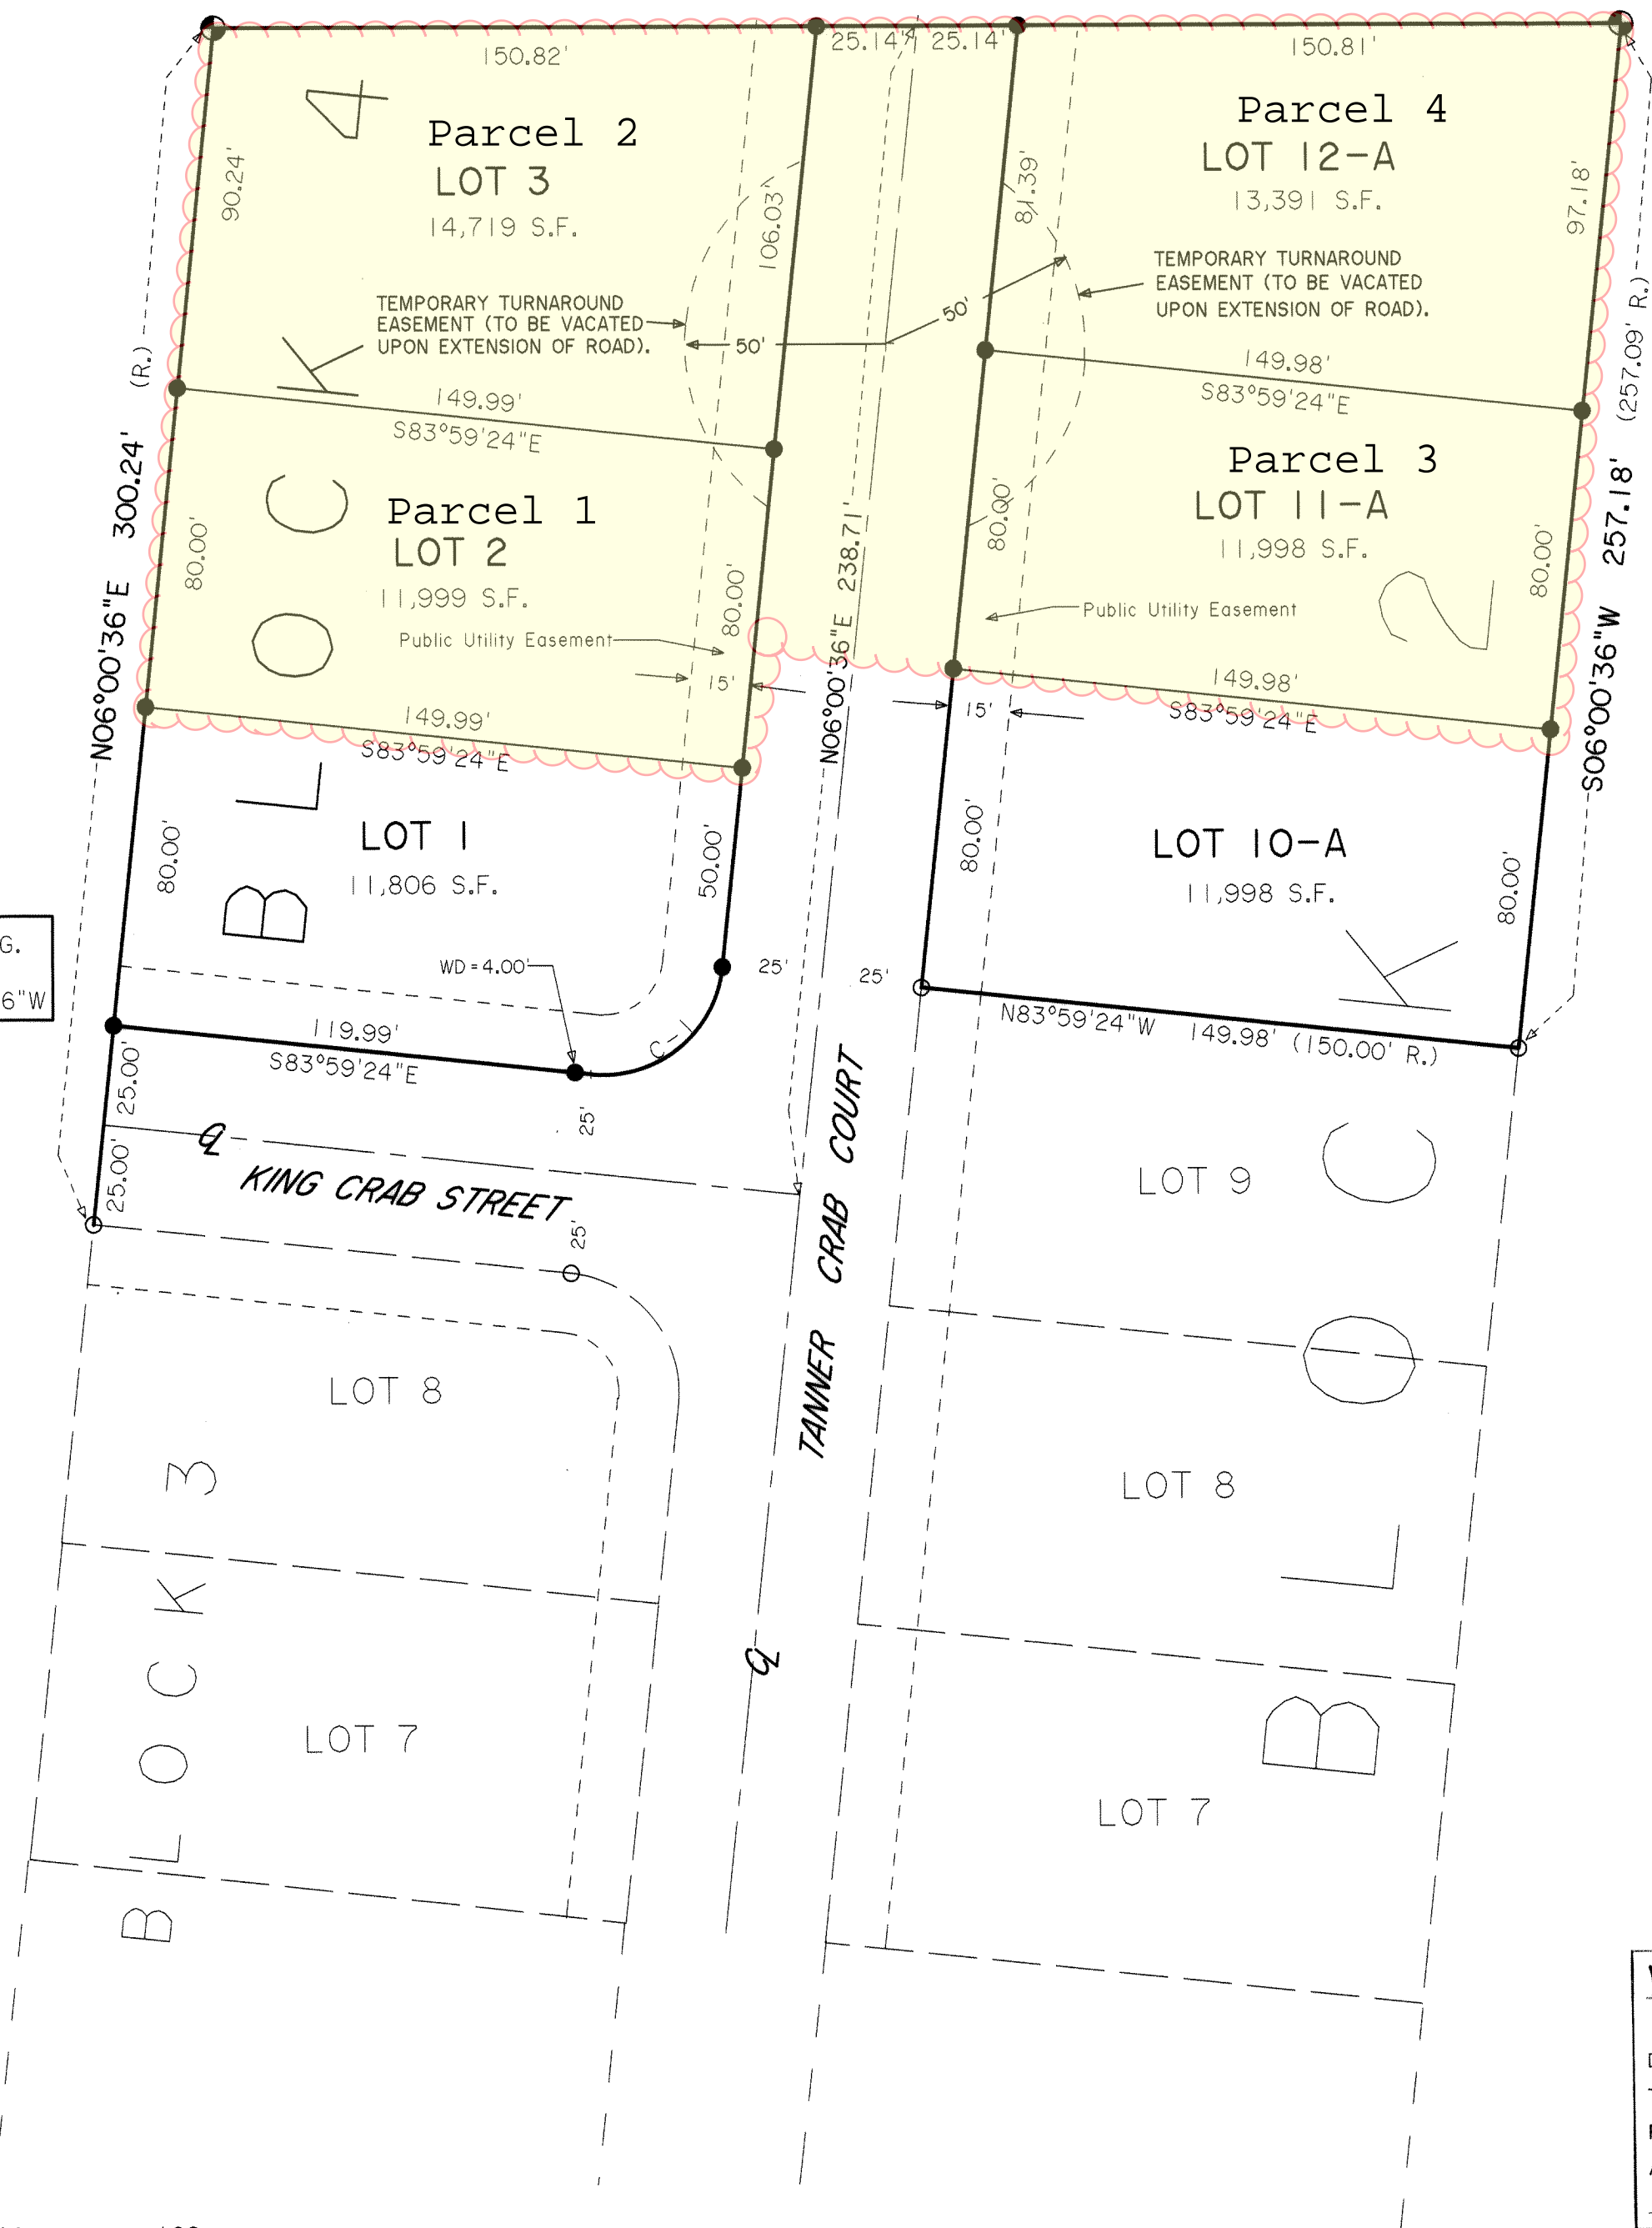 150.82'
25.14'
25.14'
150.81'
4
Parcel 2
LOT 3
14,719 S.F.
90.24'
106.03'
Parcel 4
LOT 12-A
13,391 S.F.
81.39'
97.18'
TEMPORARY TURNAROUND
EASEMENT (TO BE VACATED
UPON EXTENSION OF ROAD).
50'
50'
TEMPORARY TURNAROUND
EASEMENT (TO BE VACATED
UPON EXTENSION OF ROAD).
(R.)
(257.09' R.)
K
149.99'
S83°59'24"E
149.98'
S83°59'24"E
N06°00'36"E 300.24'
C
Parcel 1
LOT 2
11,999 S.F.
80.00'
80.00'
Public Utility Easement
15'
O
N06°00'36"E 238.71'
Parcel 3
LOT 11-A
11,998 S.F.
80.00'
80.00'
Public Utility Easement
2
S06°00'36"W 257.18'
149.99'
S83°59'24"E
149.98'
S83°59'24"E
15'
L
LOT 1
11,806 S.F.
80.00'
50.00'
B
LOT 10-A
11,998 S.F.
80.00'
80.00'
K
G.
6"W
WD=4.00'
25'
25'
C-1
119.99'
S83°59'24"E
N83°59'24"W 149.98' (150.00' R.)
25.00'
25.00'
25'
KING CRAB STREET
25'
TANNER CRAB COURT
LOT 9
C
LOT 8
O
LOT 8
L
BLOCK 3
LOT 7
B
LOT 7